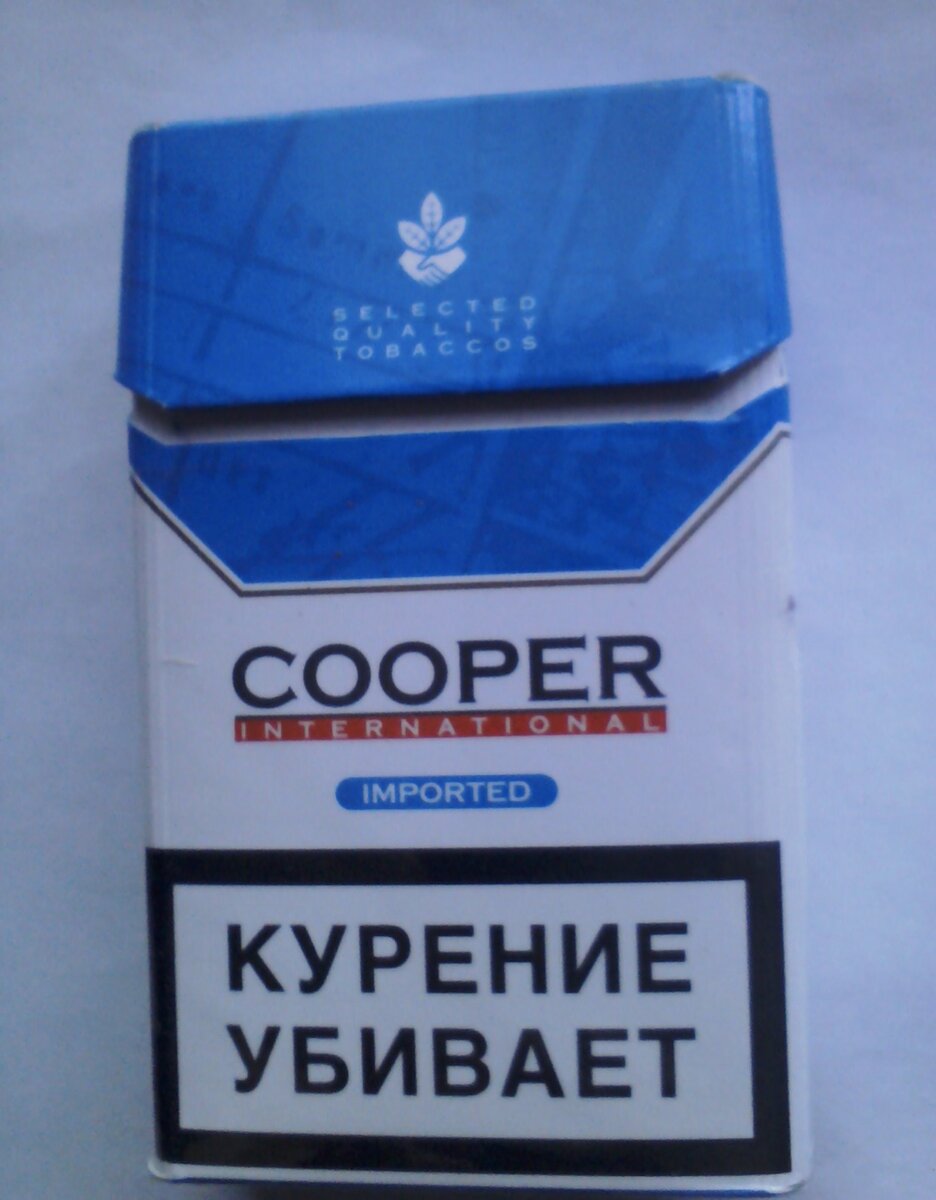 SELECTED
QUALITY
TOBACCOS
COOPER
INTERNATIONAL
IMPORTED
КУРЕНИЕ
УБИВАЕТ